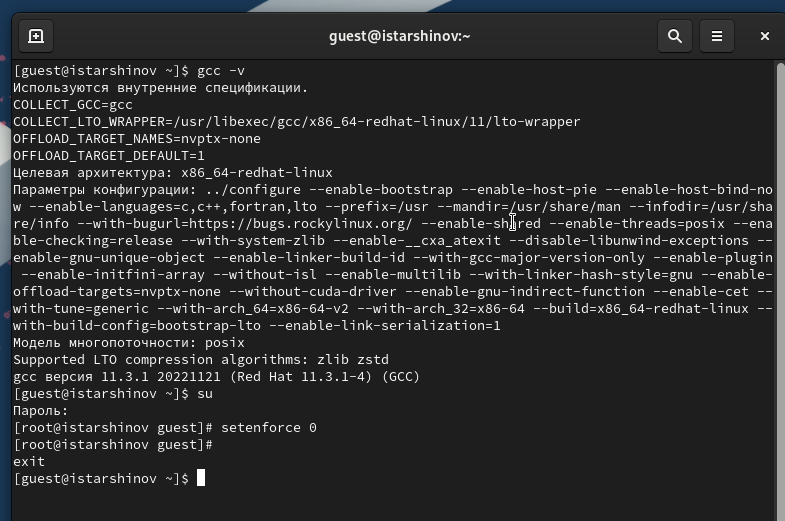 guest@istarshinov:~
[guest@istarshinov ~]$ gcc -v
Используются внутренние спецификации.
COLLECT_GCC=gcc
COLLECT_LTO_WRAPPER=/usr/libexec/gcc/x86_64-redhat-linux/11/lto-wrapper
OFFLOAD_TARGET_NAMES=nvptx-none
OFFLOAD_TARGET_DEFAULT=1
Целевая архитектура: x86_64-redhat-linux
Параметры конфигурации: ../configure --enable-bootstrap --enable-host-pie --enable-host-bind-no
w --enable-languages=c,c++,fortran,lto --prefix=/usr --mandir=/usr/share/man --infodir=/usr/sha
re/info --with-bugurl=https://bugs.rockylinux.org/ --enable-shared --enable-threads=posix --ena
ble-checking=release --with-system-zlib --enable-__cxa_atexit --disable-libunwind-exceptions --
enable-gnu-unique-object --enable-linker-build-id --with-gcc-major-version-only --enable-plugin
 --enable-initfini-array --without-isl --enable-multilib --with-linker-hash-style=gnu --enable-
offload-targets=nvptx-none --without-cuda-driver --enable-gnu-indirect-function --enable-cet --
with-tune=generic --with-arch_64=x86-64-v2 --with-arch_32=x86-64 --build=x86_64-redhat-linux --
with-build-config=bootstrap-lto --enable-link-serialization=1
Модель многопоточности: posix
Supported LTO compression algorithms: zlib zstd
gcc версия 11.3.1 20221121 (Red Hat 11.3.1-4) (GCC)
[guest@istarshinov ~]$ su
Пароль:
[root@istarshinov guest]# setenforce 0
[root@istarshinov guest]#
exit
[guest@istarshinov ~]$